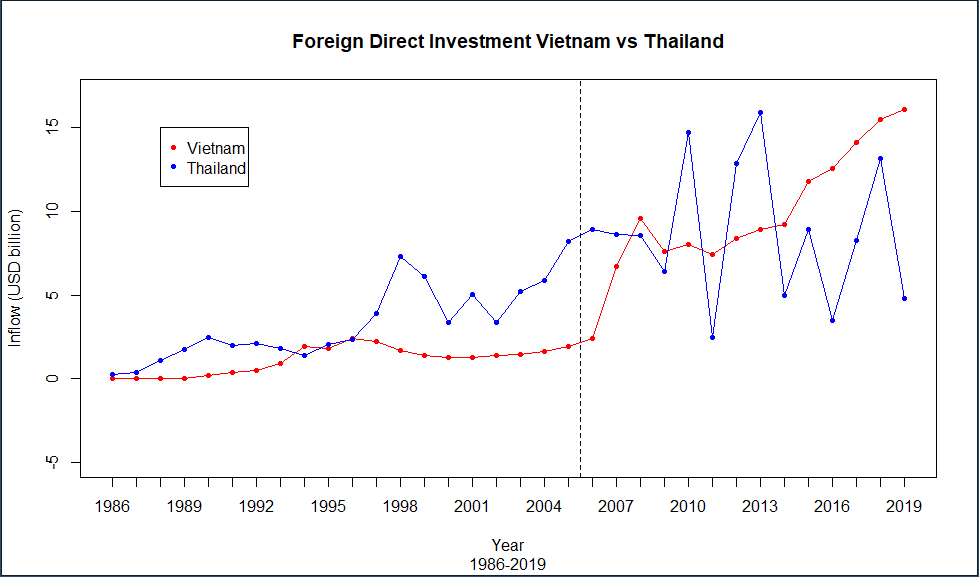 Foreign Direct Investment Vietnam vs Thailand
Inflow (USD billion)
15
10
5
0
-5
Vietnam
Thailand
1986 1989 1992 1995 1998 2001 2004 2007 2010 2013 2016 2019
Year
1986-2019